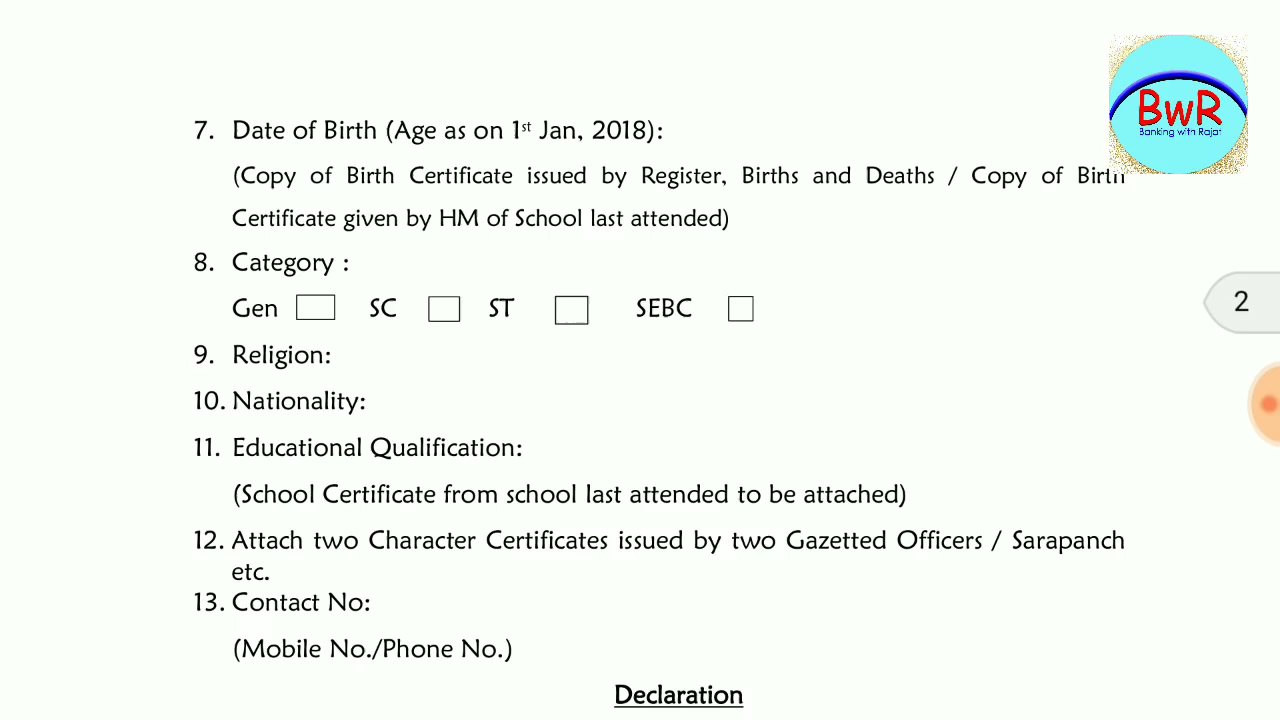 BwR
Banking with Rajat
7. Date of Birth (Age as on 1st Jan, 2018):
(Copy of Birth Certificate issued by Register, Births and Deaths / Copy of Birth
Certificate given by HM of School last attended)
8. Category :
Gen SC ST SEBC
2
9. Religion:
10. Nationality:
11. Educational Qualification:
(School Certificate from school last attended to be attached)
12. Attach two Character Certificates issued by two Gazetted Officers / Sarapanch
etc.
13. Contact No:
(Mobile No./Phone No.)
Declaration